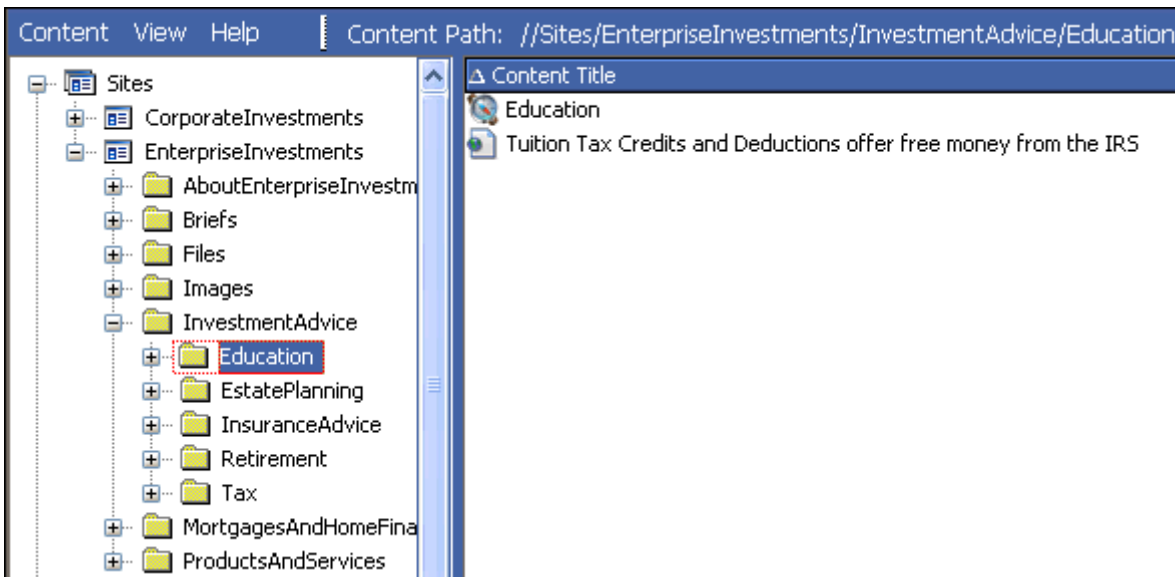 Content View Help Content Path: //Sites/EnterpriseInvestments/InvestmentAdvice/Education
Sites
CorporateInvestments
EnterpriseInvestments
AboutEnterpriseInvestm
Briefs
Files
Images
InvestmentAdvice
Education
EstatePlanning
InsuranceAdvice
Retirement
Tax
MortgagesAndHomeFina
ProductsAndServices
Content Title
Education
Tuition Tax Credits and Deductions offer free money from the IRS